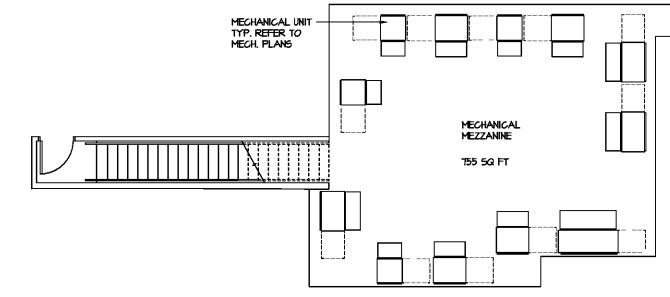 MECHANICAL UNIT
TYP. REFER TO
MECH. PLANS
MECHANICAL
MEZZANINE
755 SQ FT